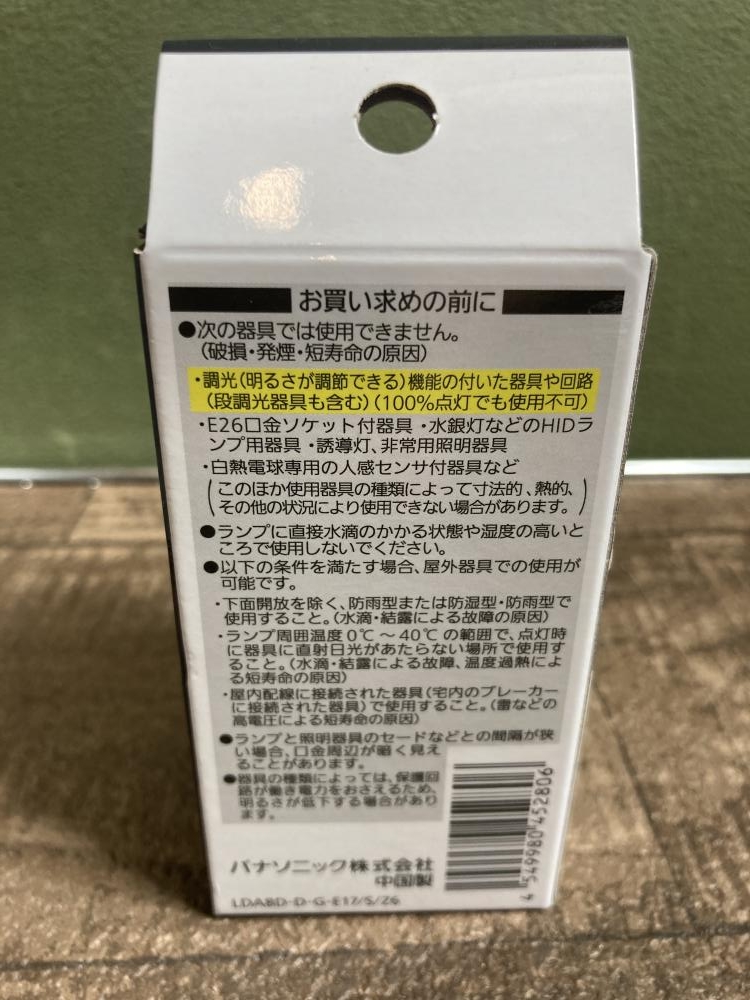 お買い求めの前に
●次の器具では使用できません。
（破損・発煙・短寿命の原因）
・調光（明るさが調節できる）機能の付いた器具や回路
（段調光器具も含む）（100％点灯でも使用不可）
・E26口金ソケット付器具 ・水銀灯などのHIDラ
ンプ用器具 ・誘導灯、非常用照明器具
・白熱電球専用の人感センサ付器具など
（このほか使用器具の種類によって寸法的、熱的、
その他の状況により使用できない場合があります。）
●ランプに直接水滴のかかる状態や湿度の高いと
ころで使用しないでください。
●以下の条件を満たす場合、屋外器具での使用が
可能です。
・下面開放を除く、防雨型または防湿型・防雨型で
使用すること。（水滴・結露による故障の原因）
・ランプ周囲温度0℃～40℃の範囲で、点灯時
に器具に直射日光があたらない場所で使用す
ること。（水滴・結露による故障、温度過熱によ
る短寿命の原因）
・屋内配線に接続された器具（宅内のブレーカー
に接続された器具）で使用すること。（雷などの
高電圧による短寿命の原因）
●ランプと照明器具のセードなどとの間隔が狭
い場合、口金周辺が暗く見え
ることがあります。
●器具の種類によっては、保護回
路が働き電力をおさえるため、
明るさが低下する場合があり
ます。
パナソニック株式会社
中国製
LDA8D-D-G-E17/S/Z6
4 549980 452806